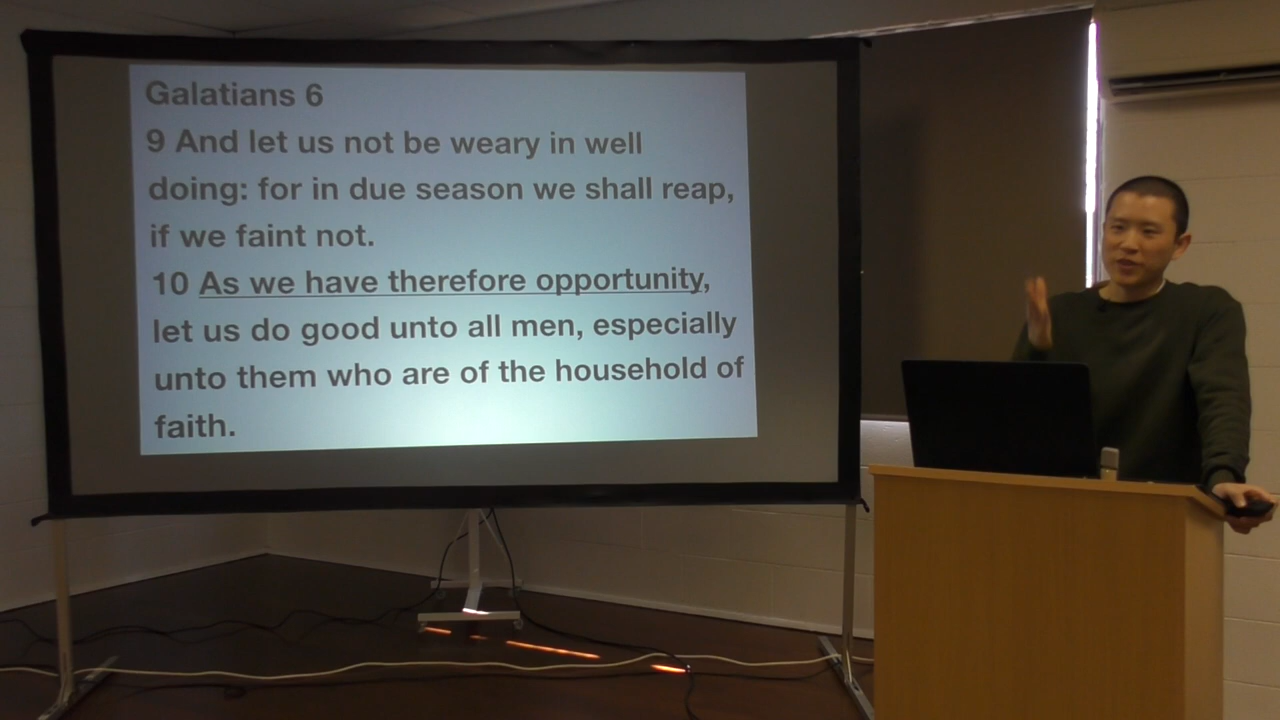 Galatians 6
9 And let us not be weary in well
doing: for in due season we shall reap,
if we faint not.
10 As we have therefore opportunity,
let us do good unto all men, especially
unto them who are of the household of
faith.